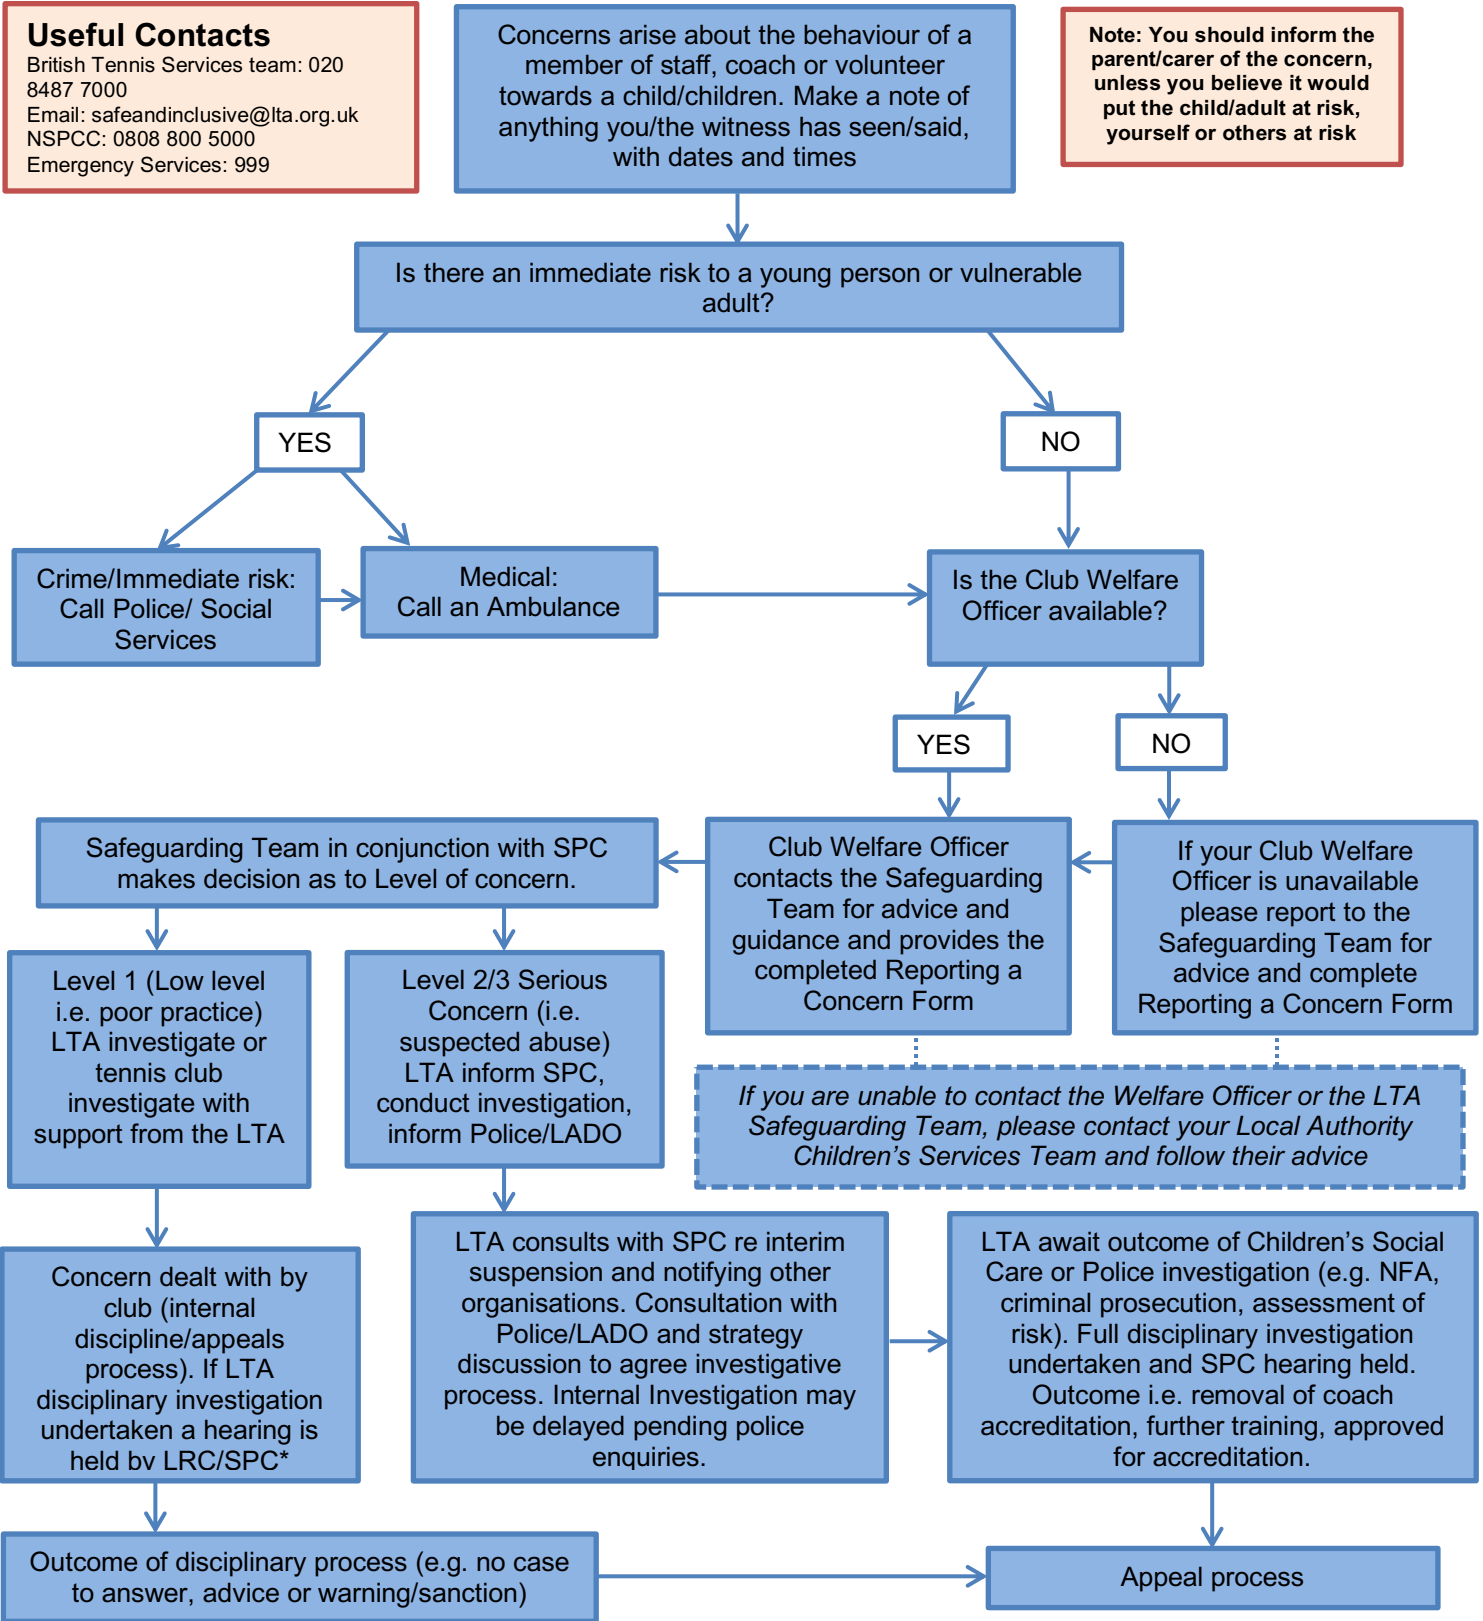 Useful Contacts
British Tennis Services team: 020
8487 7000
Email: safeandinclusive@lta.org.uk
NSPCC: 0808 800 5000
Emergency Services: 999
Concerns arise about the behaviour of a
member of staff, coach or volunteer
towards a child/children. Make a note of
anything you/the witness has seen/said,
with dates and times
Note: You should inform the
parent/carer of the concern,
unless you believe it would
put the child/adult at risk,
yourself or others at risk
Is there an immediate risk to a young person or vulnerable
adult?
YES
NO
Crime/Immediate risk:
Call Police/ Social
Services
Medical:
Call an Ambulance
Is the Club Welfare
Officer available?
YES
NO
Safeguarding Team in conjunction with SPC
makes decision as to Level of concern.
Club Welfare Officer
contacts the Safeguarding
Team for advice and
guidance and provides the
completed Reporting a
Concern Form
If your Club Welfare
Officer is unavailable
please report to the
Safeguarding Team for
advice and complete
Reporting a Concern Form
Level 1 (Low level
i.e. poor practice)
LTA investigate or
tennis club
investigate with
support from the LTA
Level 2/3 Serious
Concern (i.e.
suspected abuse)
LTA inform SPC,
conduct investigation,
inform Police/LADO
If you are unable to contact the Welfare Officer or the LTA
Safeguarding Team, please contact your Local Authority
Children's Services Team and follow their advice
Concern dealt with by
club (internal
discipline/appeals
process). If LTA
disciplinary investigation
undertaken a hearing is
held by LRC/SPC*
LTA consults with SPC re interim
suspension and notifying other
organisations. Consultation with
Police/LADO and strategy
discussion to agree investigative
process. Internal Investigation may
be delayed pending police
enquiries.
LTA await outcome of Children's Social
Care or Police investigation (e.g. NFA,
criminal prosecution, assessment of
risk). Full disciplinary investigation
undertaken and SPC hearing held.
Outcome i.e. removal of coach
accreditation, further training, approved
for accreditation.
Outcome of disciplinary process (e.g. no case
to answer, advice or warning/sanction)
Appeal process